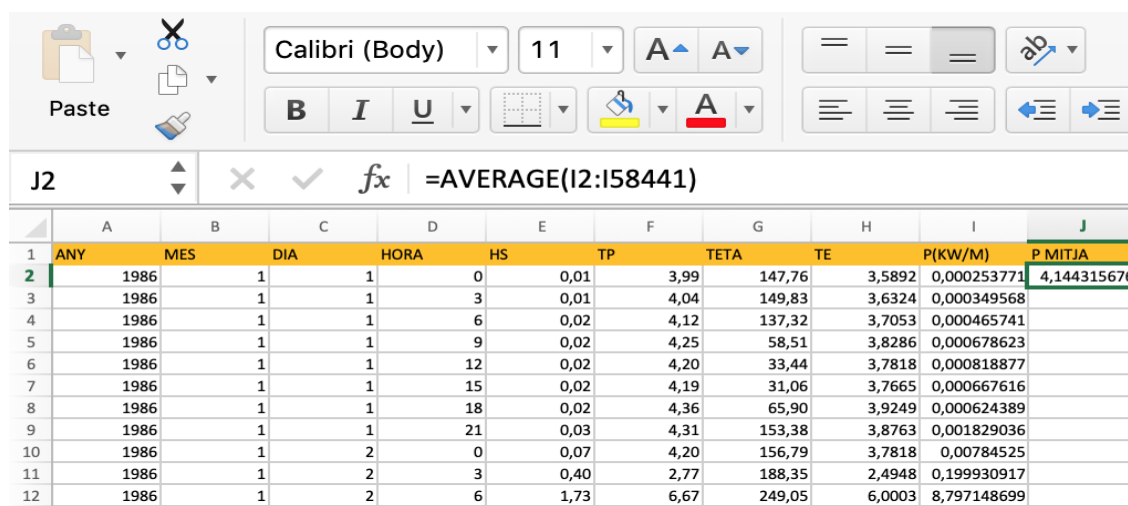 Calibri (Body) 11 A A ab
Paste B I U A
J2 fx =AVERAGE(I2:I58441)
A B C D E F G H I J
1 ANY MES DIA HORA HS TP TETA TE P(KW/M) P MITJA
2 1986 1 1 0 0,01 3,99 147,76 3,5892 0,000253771 4,144315676
3 1986 1 1 3 0,01 4,04 149,83 3,6324 0,000349568
4 1986 1 1 6 0,02 4,12 137,32 3,7053 0,000465741
5 1986 1 1 9 0,02 4,25 58,51 3,8286 0,000678623
6 1986 1 1 12 0,02 4,20 33,44 3,7818 0,000818877
7 1986 1 1 15 0,02 4,19 31,06 3,7665 0,000667616
8 1986 1 1 18 0,02 4,36 65,90 3,9249 0,000624389
9 1986 1 1 21 0,03 4,31 153,38 3,8763 0,001829036
10 1986 1 2 0 0,07 4,20 156,79 3,7818 0,00784525
11 1986 1 2 3 0,40 2,77 188,35 2,4948 0,199930917
12 1986 1 2 6 1,73 6,67 249,05 6,0003 8,797148699